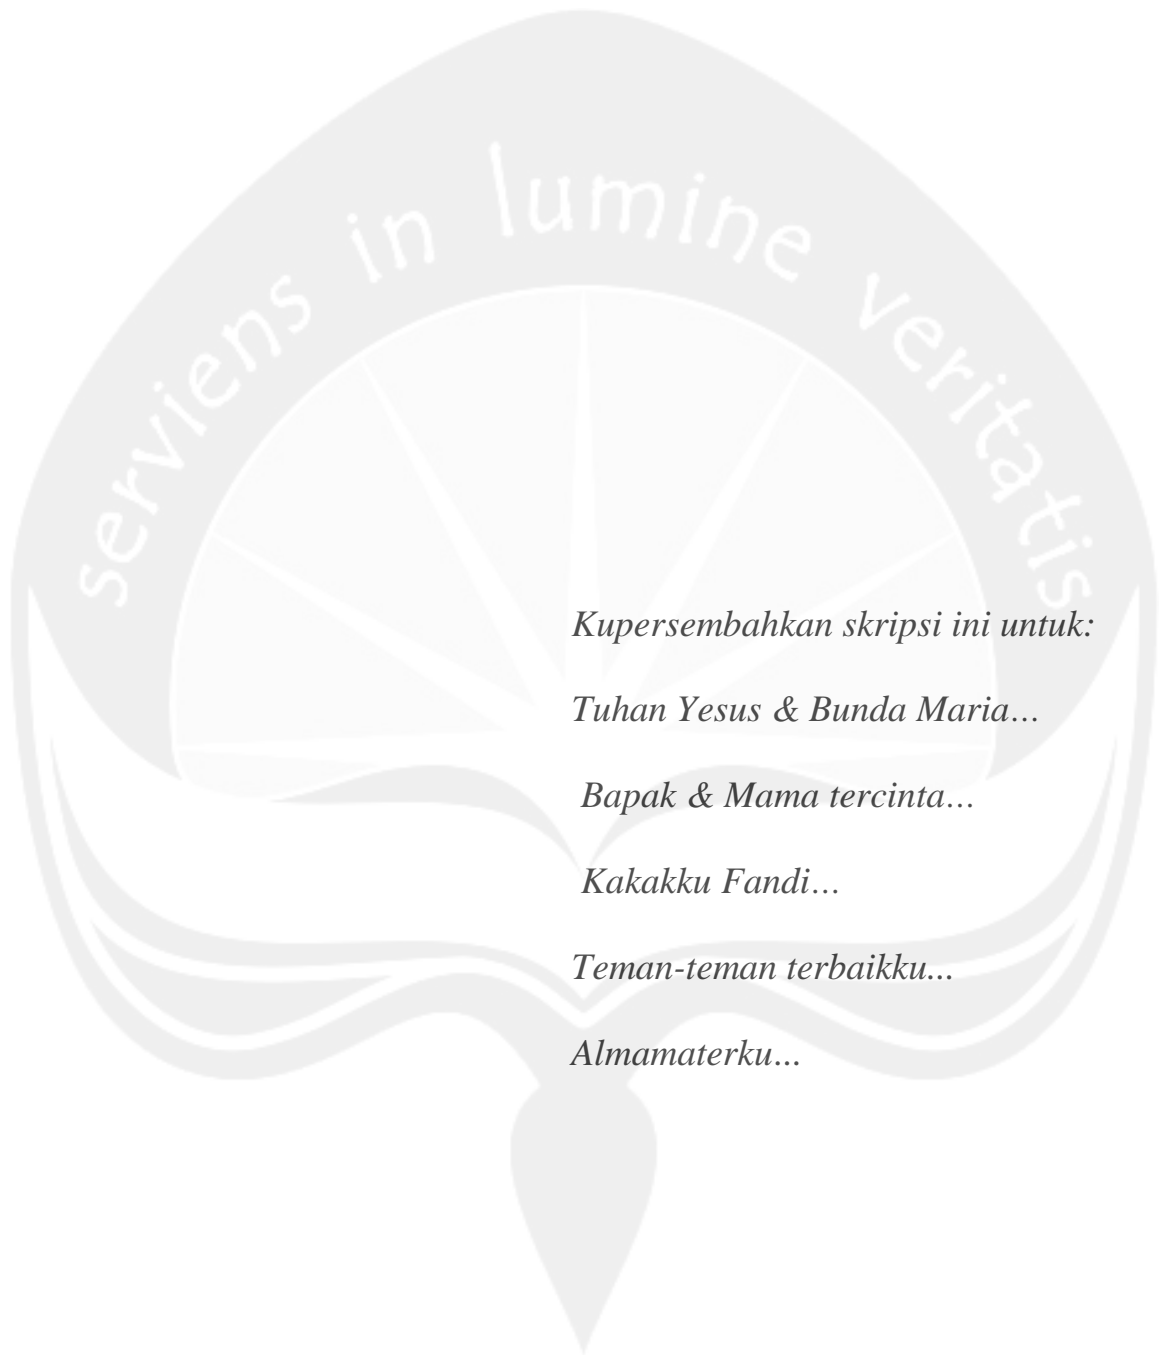 serviens in lumine veritatis
Kupersembahkan skripsi ini untuk:
Tuhan Yesus & Bunda Maria…
Bapak & Mama tercinta…
Kakakku Fandi…
Teman-teman terbaikku...
Almamaterku...